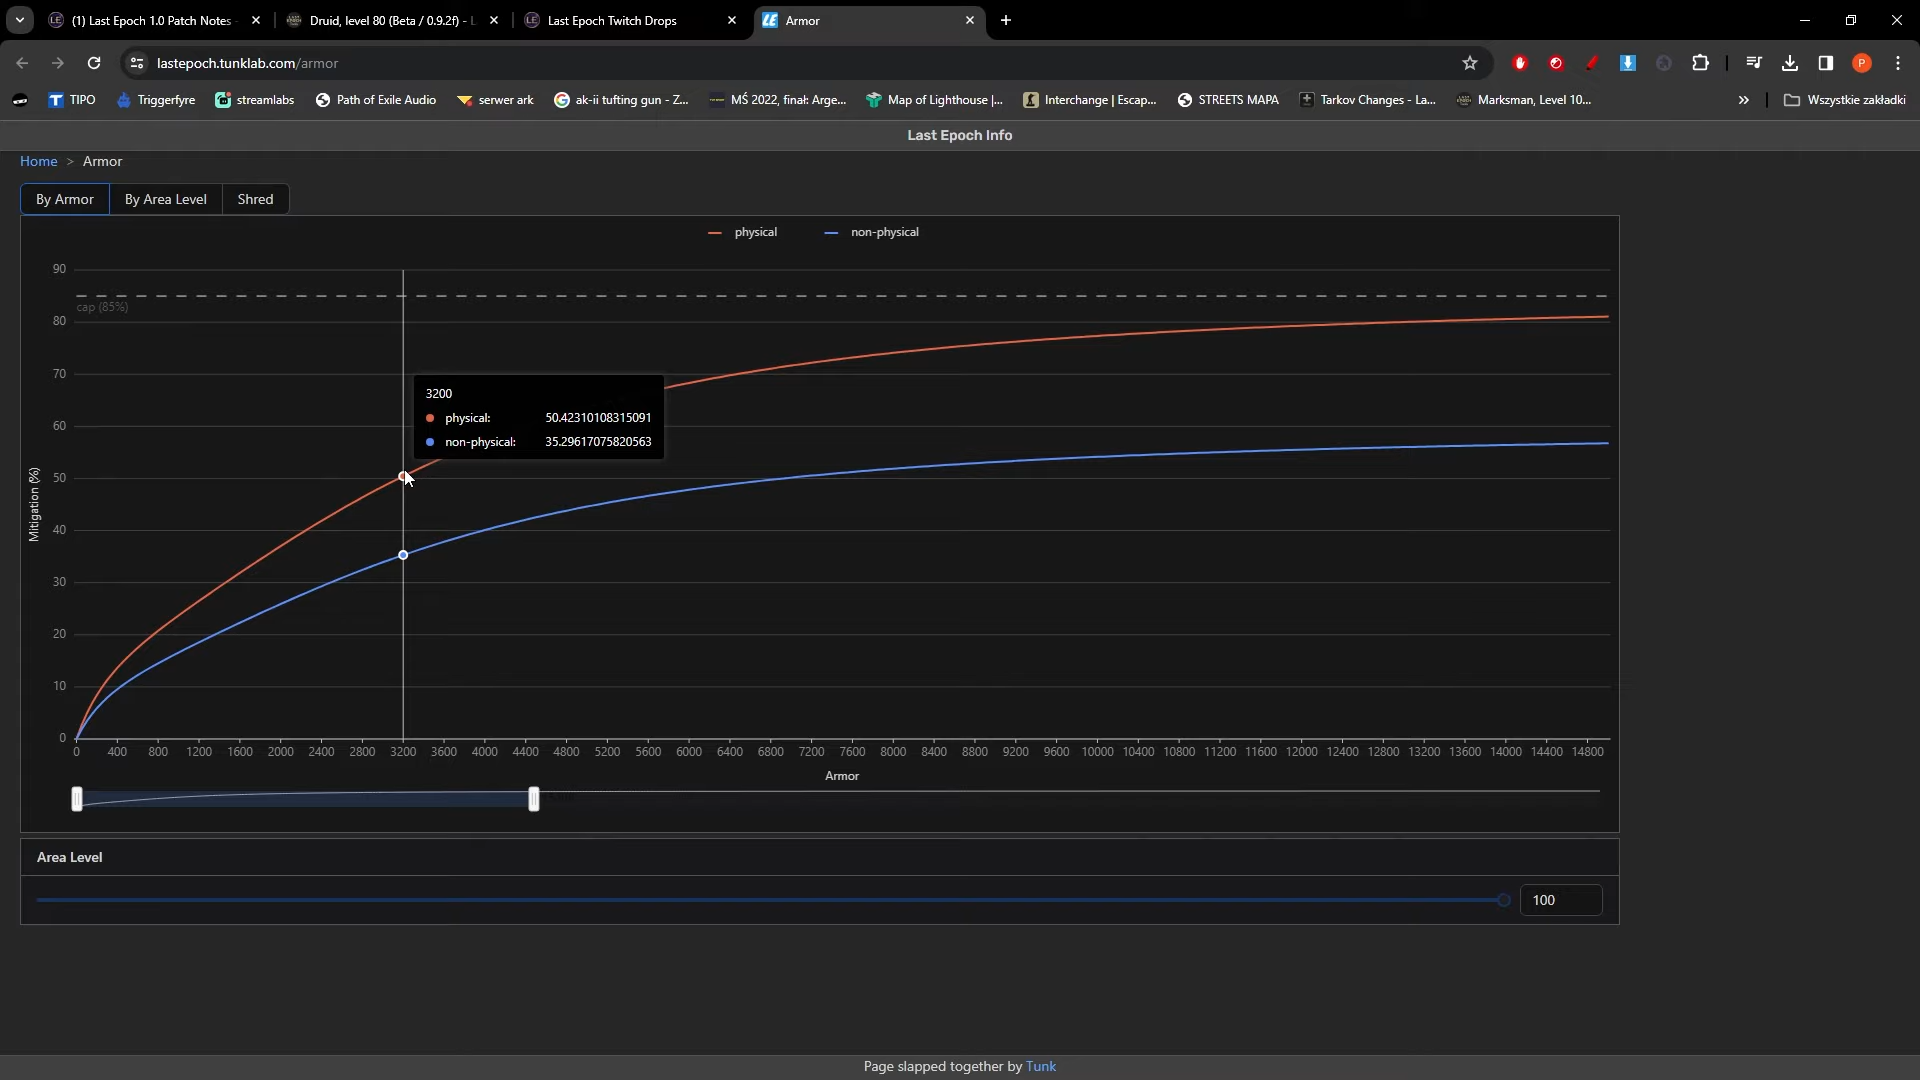 (1) Last Epoch 1.0 Patch Notes
Druid, level 80 (Beta / 0.9.2f) - L
Last Epoch Twitch Drops
Armor
lastepoch.tunklab.com/armor
TIPO
Triggerfyre
streamlabs
Path of Exile Audio
serwer ark
ak-ii tufting gun - Z...
MŚ 2022, finał: Arge...
Map of Lighthouse |...
Interchange | Escap...
STREETS MAPA
Tarkov Changes - La...
Marksman, Level 10...
Wszystkie zakładki
Last Epoch Info
Home > Armor
By Armor
By Area Level
Shred
physical
non-physical
90
cap (85%)
80
70
60
50
40
30
20
10
0
Mitigation (%)
3200
physical: 50.42310108315091
non-physical: 35.29617075820563
0 400 800 1200 1600 2000 2400 2800 3200 3600 4000 4400 4800 5200 5600 6000 6400 6800 7200 7600 8000 8400 8800 9200 9600 10000 10400 10800 11200 11600 12000 12400 12800 13200 13600 14000 14400 14800
Armor
Area Level
100
Page slapped together by Tunk